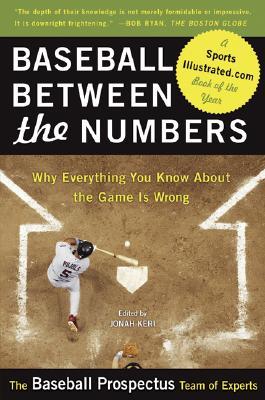 "The depth of their knowledge is not merely formidable or impressive.
It is downright frightening." —BOB RYAN, THE BOSTON GLOBE
A
Sports
Illustrated.com
Book of the
Year
BASEBALL
BETWEEN
the NUMBERS
Why Everything You Know About
the Game Is Wrong
PUJOLS
5
Edited by
JONAH KERI
The Baseball Prospectus Team of Experts